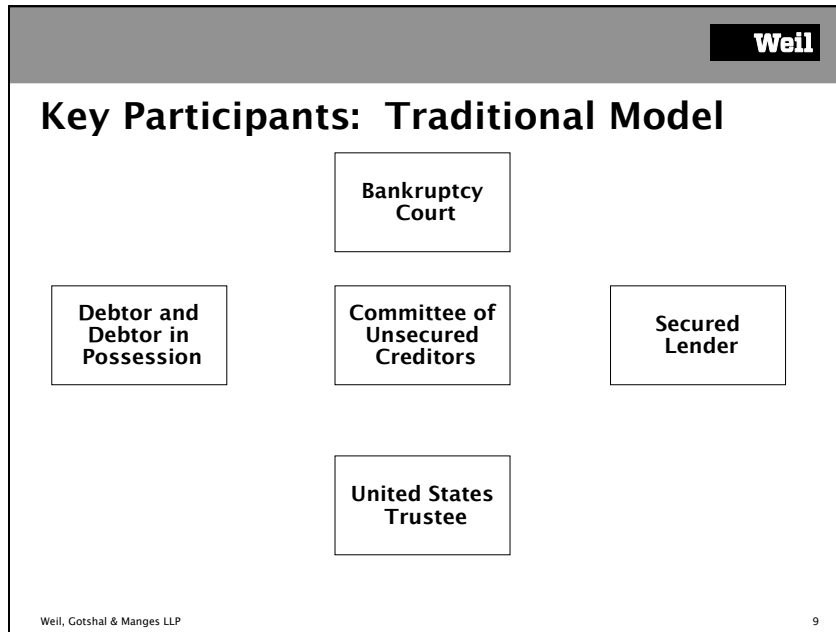 Weil
Key Participants: Traditional Model
Bankruptcy
Court
Debtor and
Debtor in
Possession
Committee of
Unsecured
Creditors
Secured
Lender
United States
Trustee
Weil, Gotshal & Manges LLP
9